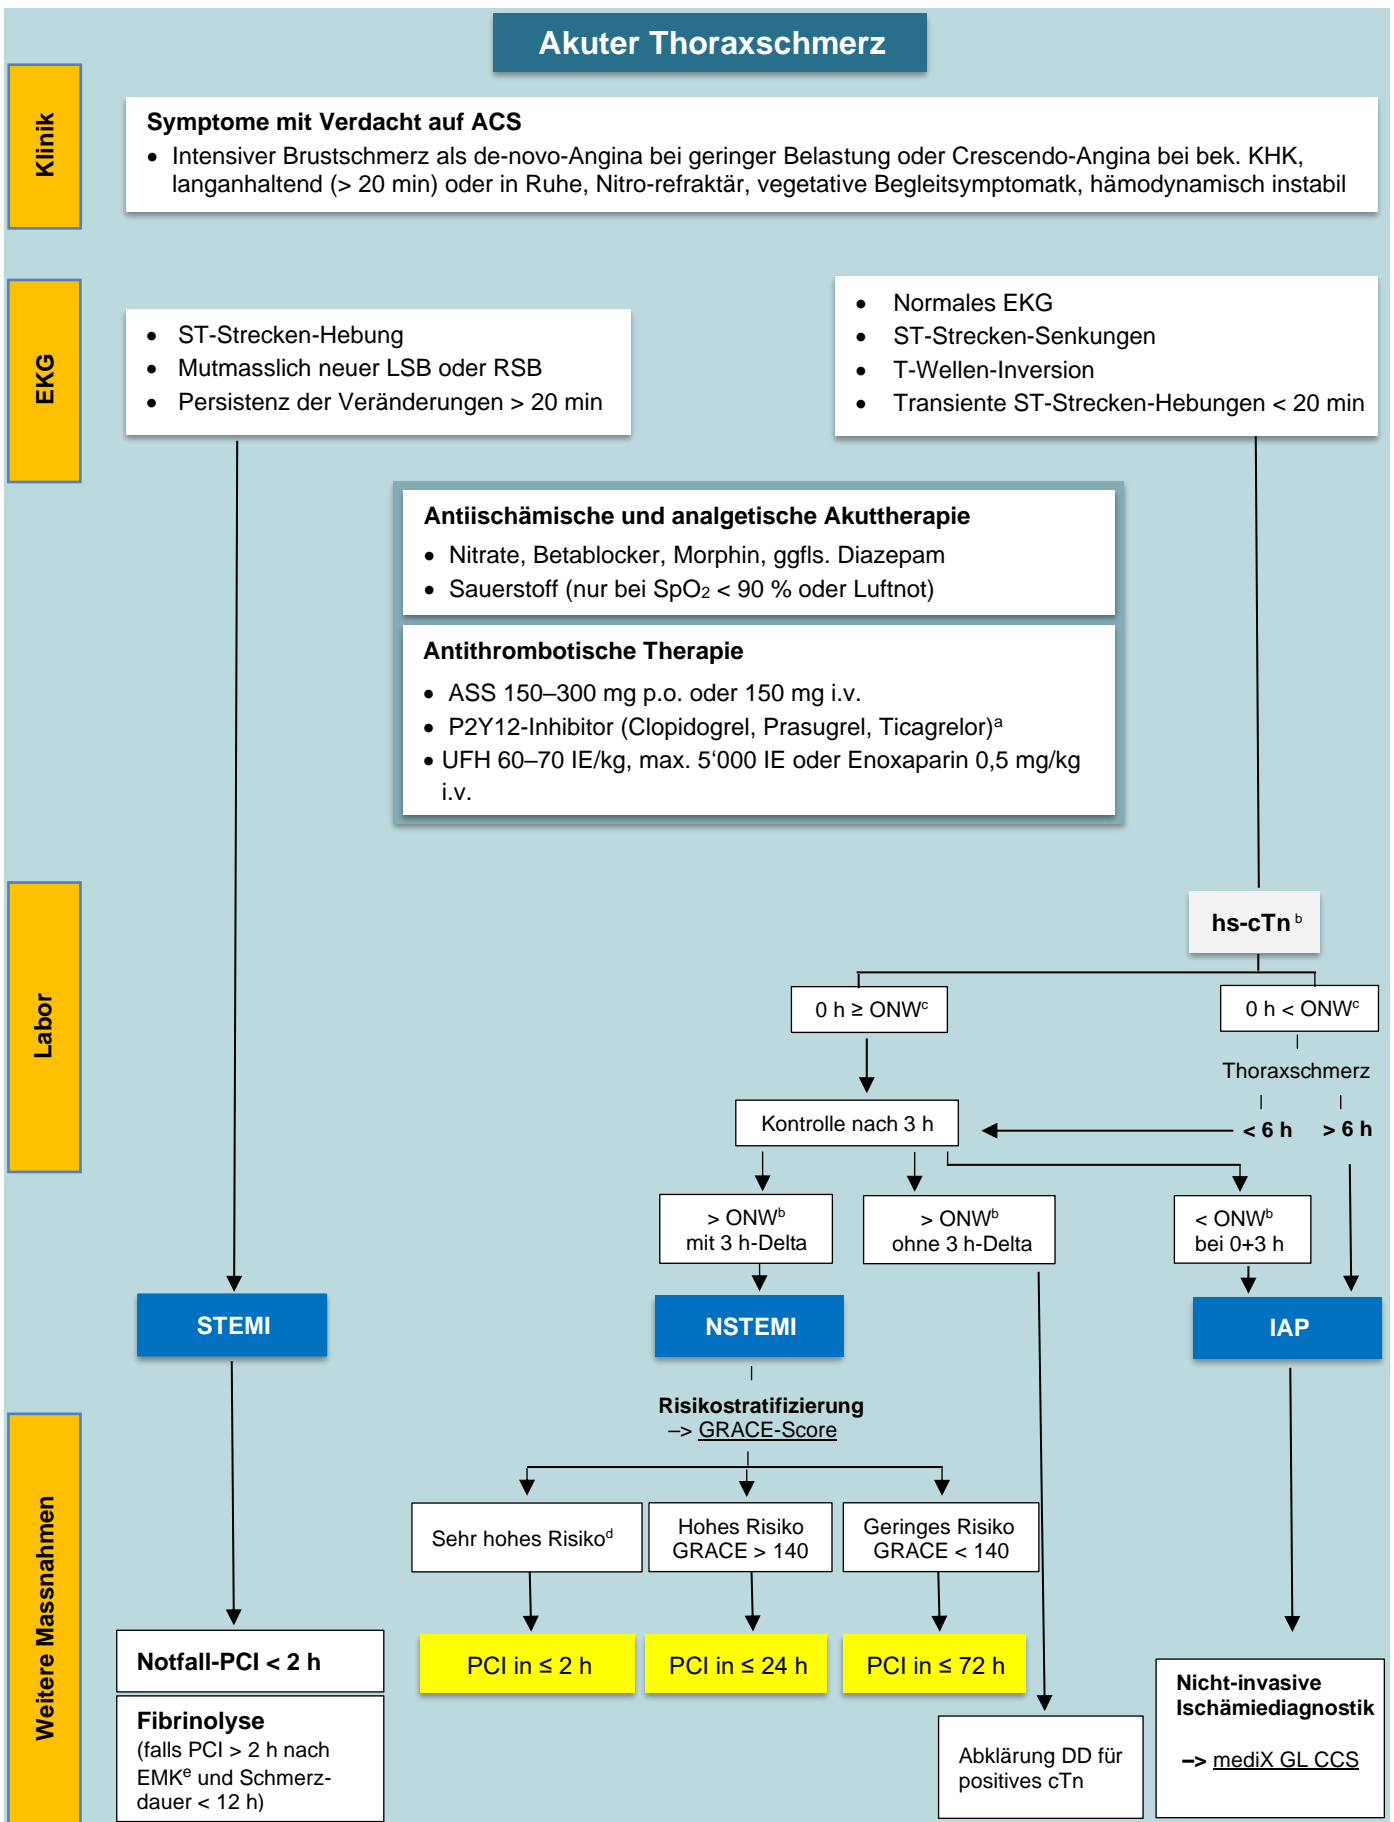 Akuter Thoraxschmerz
Klinik
Symptome mit Verdacht auf ACS
• Intensiver Brustschmerz als de-novo-Angina bei geringer Belastung oder Crescendo-Angina bei bek. KHK,
langanhaltend (> 20 min) oder in Ruhe, Nitro-refraktär, vegetative Begleitsymptomatk, hämodynamisch instabil
EKG
• ST-Strecken-Hebung
• Mutmasslich neuer LSB oder RSB
• Persistenz der Veränderungen > 20 min
• Normales EKG
• ST-Strecken-Senkungen
• T-Wellen-Inversion
• Transiente ST-Strecken-Hebungen < 20 min
Antiischämische und analgetische Akuttherapie
• Nitrate, Betablocker, Morphin, ggfls. Diazepam
• Sauerstoff (nur bei SpO₂ < 90 % oder Luftnot)
Antithrombotische Therapie
• ASS 150–300 mg p.o. oder 150 mg i.v.
• P2Y12-Inhibitor (Clopidogrel, Prasugrel, Ticagrelor)ᵃ
• UFH 60–70 IE/kg, max. 5‘000 IE oder Enoxaparin 0,5 mg/kg
i.v.
Labor
hs-cTn ᵇ
0 h ≥ ONWᶜ
0 h < ONWᶜ
Thoraxschmerz
Kontrolle nach 3 h
< 6 h
> 6 h
> ONWᵇ
mit 3 h-Delta
> ONWᵇ
ohne 3 h-Delta
< ONWᵇ
bei 0+3 h
STEMI
NSTEMI
IAP
Weitere Massnahmen
Risikostratifizierung
–> GRACE-Score
Sehr hohes Risikoᵈ
Hohes Risiko
GRACE > 140
Geringes Risiko
GRACE < 140
Notfall-PCI < 2 h
PCI in ≤ 2 h
PCI in ≤ 24 h
PCI in ≤ 72 h
Fibrinolyse
(falls PCI > 2 h nach
EMKᵉ und Schmerz-
dauer < 12 h)
Abklärung DD für
positives cTn
Nicht-invasive
Ischämiediagnostik
–> mediX GL CCS